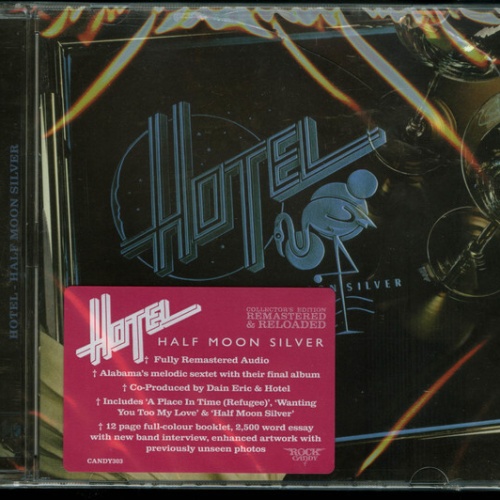 HOTEL - HALF MOON SILVER
HOTEL
N SILVER
HOTEL
COLLECTOR'S EDITION
REMASTERED
& RELOADED
HALF MOON SILVER
† Fully Remastered Audio
† Alabama's melodic sextet with their final album
† Co-Produced by Dain Eric & Hotel
† Includes 'A Place In Time (Refugee)', 'Wanting
You Too My Love' & 'Half Moon Silver'
† 12 page full-colour booklet, 2,500 word essay
with new band interview, enhanced artwork with
previously unseen photos
CANDY303
ROCK
CANDY